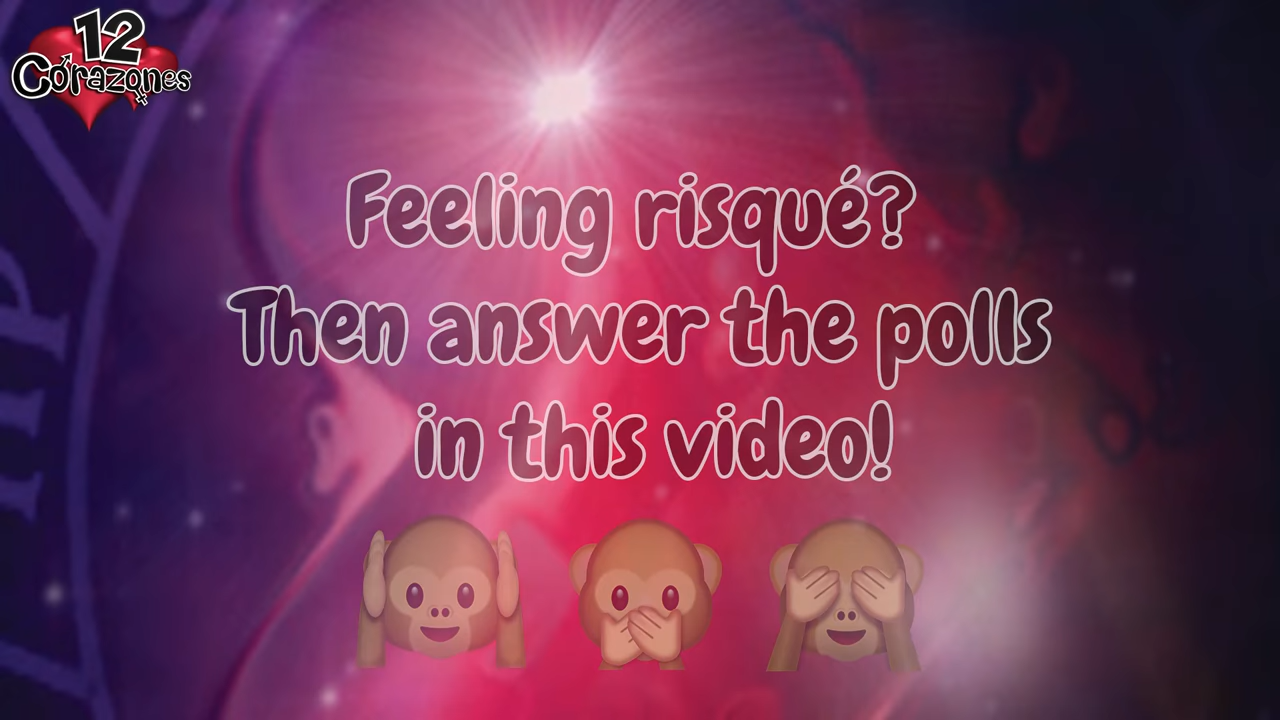 12
Corazones
Feeling risqué?
Then answer the polls
in this video!